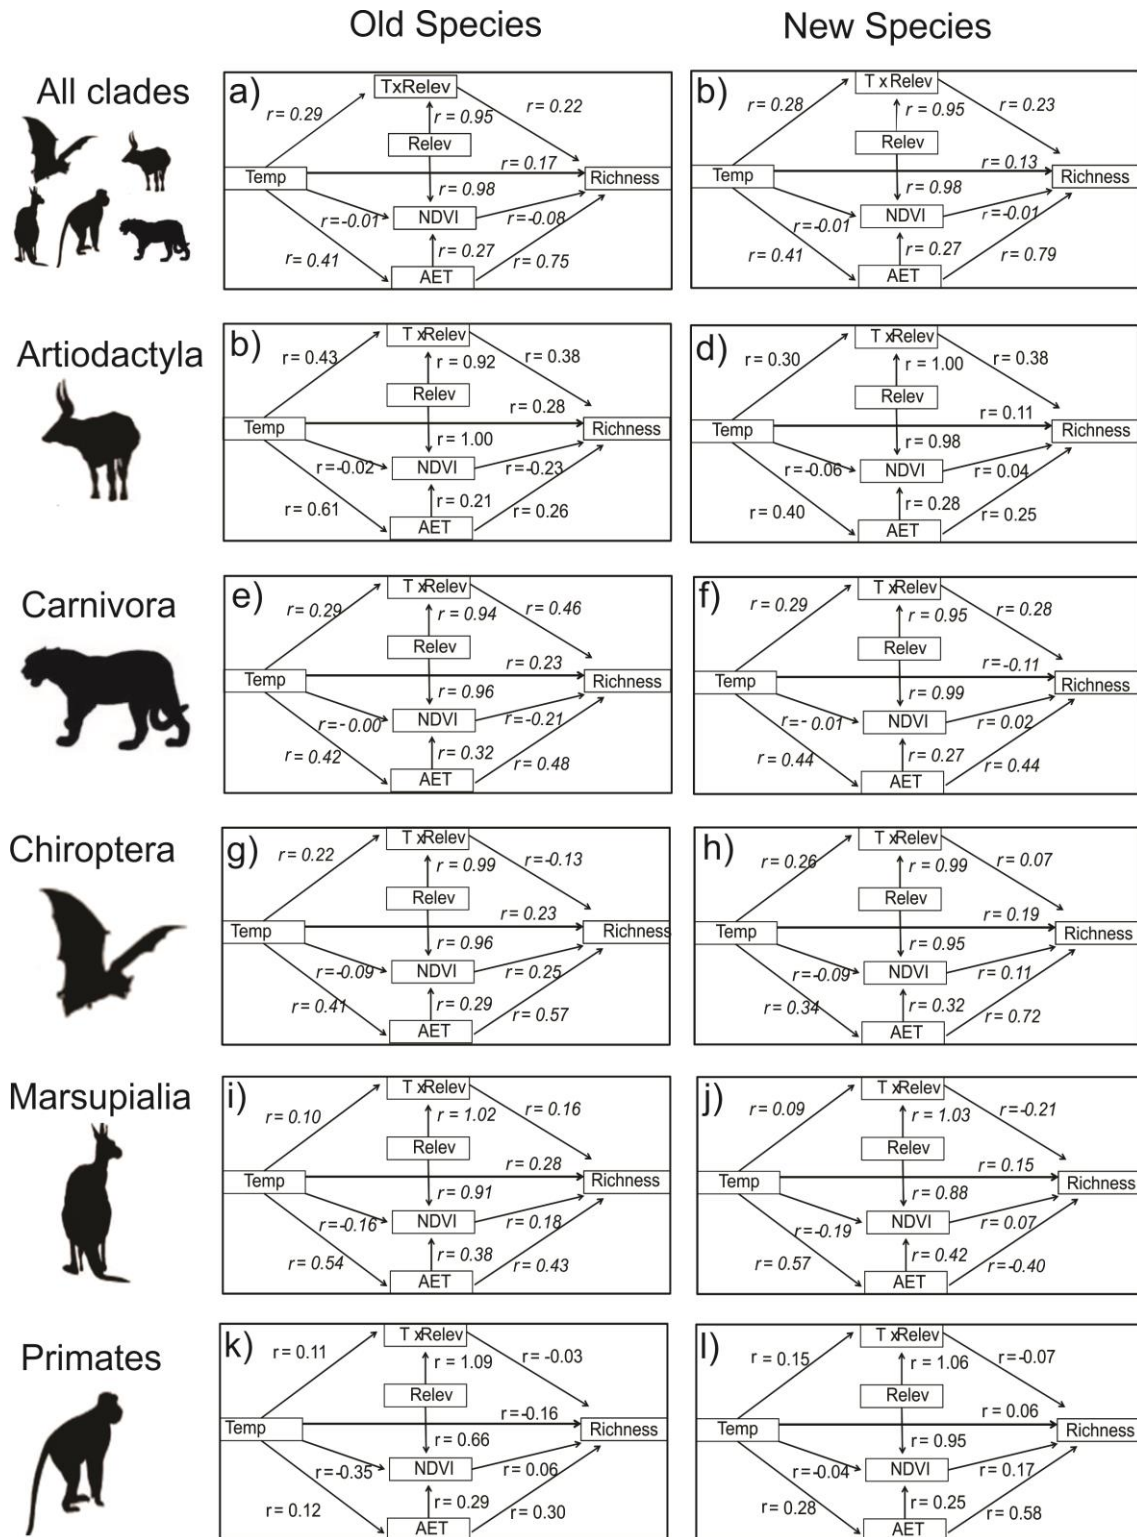 Old Species
New Species
All clades
a)
TxRelev
r = 0.29
r = 0.22
r = 0.95
Relev
r = 0.17
Temp
Richness
r = 0.98
NDVI
r=-0.01
r=-0.08
r = 0.41
r = 0.27
r = 0.75
AET
b)
T xRelev
r = 0.28
r = 0.23
r = 0.95
Relev
r = 0.13
Temp
Richness
r = 0.98
NDVI
r=-0.01
r=-0.01
r = 0.41
r = 0.27
r = 0.79
AET
Artiodactyla
b)
T xRelev
r = 0.43
r = 0.38
r = 0.92
Relev
r = 0.28
Temp
Richness
r = 1.00
NDVI
r=-0.02
r=-0.23
r = 0.61
r = 0.21
r = 0.26
AET
d)
T xRelev
r = 0.30
r = 0.38
r = 1.00
Relev
r = 0.11
Temp
Richness
r = 0.98
NDVI
r=-0.06
r = 0.04
r = 0.40
r = 0.28
r = 0.25
AET
Carnivora
e)
T xRelev
r = 0.29
r = 0.46
r = 0.94
Relev
r = 0.23
Temp
Richness
r = 0.96
NDVI
r=-0.00
r=-0.21
r = 0.42
r = 0.32
r = 0.48
AET
f)
T xRelev
r = 0.29
r = 0.28
r = 0.95
Relev
r=-0.11
Temp
Richness
r = 0.99
NDVI
r=-0.01
r = 0.02
r = 0.44
r = 0.27
r = 0.44
AET
Chiroptera
g)
T xRelev
r = 0.22
r=-0.13
r = 0.99
Relev
r = 0.23
Temp
Richness
r = 0.96
NDVI
r=-0.09
r = 0.25
r = 0.41
r = 0.29
r = 0.57
AET
h)
T xRelev
r = 0.26
r = 0.07
r = 0.99
Relev
r = 0.19
Temp
Richness
r = 0.95
NDVI
r=-0.09
r = 0.11
r = 0.34
r = 0.32
r = 0.72
AET
Marsupialia
i)
T xRelev
r = 0.10
r = 0.16
r = 1.02
Relev
r = 0.28
Temp
Richness
r = 0.91
NDVI
r=-0.16
r = 0.18
r = 0.54
r = 0.38
r = 0.43
AET
j)
T xRelev
r = 0.09
r=-0.21
r = 1.03
Relev
r = 0.15
Temp
Richness
r = 0.88
NDVI
r=-0.19
r = 0.07
r = 0.57
r = 0.42
r=-0.40
AET
Primates
k)
T xRelev
r = 0.11
r = -0.03
r = 1.09
Relev
r=-0.16
Temp
Richness
r = 0.66
NDVI
r=-0.35
r = 0.06
r = 0.12
r = 0.29
r = 0.30
AET
l)
T xRelev
r = 0.15
r=-0.07
r = 1.06
Relev
r = 0.06
Temp
Richness
r = 0.95
NDVI
r=-0.04
r = 0.17
r = 0.28
r = 0.25
r = 0.58
AET